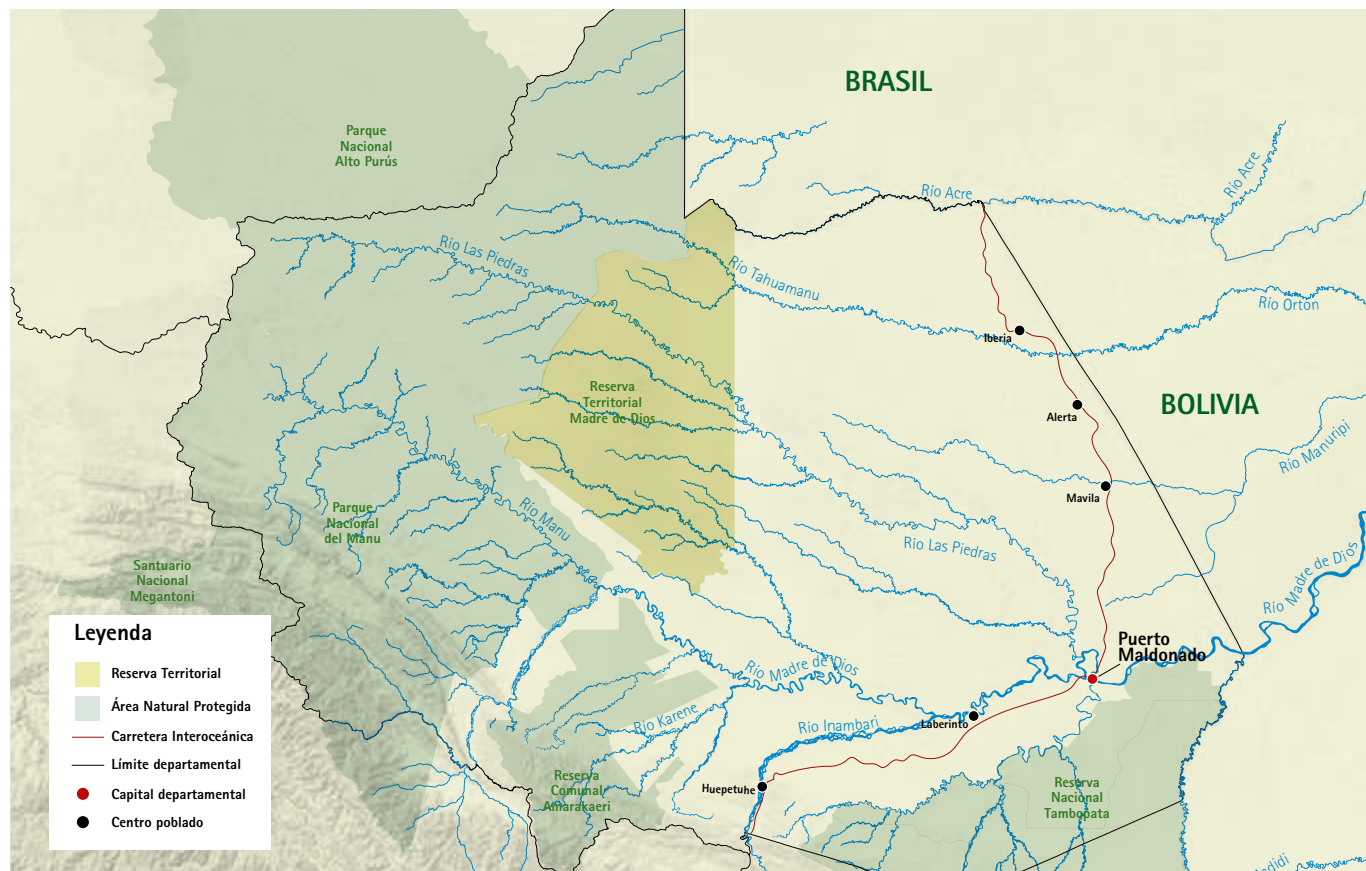 BRASIL
Parque
Nacional
Alto Purús
Río Acre
Río Acre
Río Las Piedras
Río Tahuamanu
Río Ortón
Iberia
Reserva
Territorial
Madre de Dios
Alerta
BOLIVIA
Río Manuripi
Mavila
Parque
Nacional
del Manu
Río Manu
Río Las Piedras
Santuario
Nacional
Megantoni
Río Madre de Dios
Puerto
Maldonado
Río Madre de Dios
Río Karene
Río Inambari
Laberinto
Huepetuhe
Reserva
Comunal
Amarakaeri
Reserva
Nacional
Tambopata
Leyenda
Reserva Territorial
Área Natural Protegida
Carretera Interoceánica
Límite departamental
Capital departamental
Centro poblado